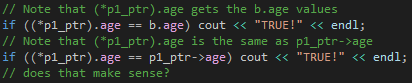 // Note that (*p1_ptr).age gets the b.age values
if ((*p1_ptr).age == b.age) cout << "TRUE!" << endl;
// Note that (*p1_ptr).age is the same as p1_ptr->age
if ((*p1_ptr).age == p1_ptr->age) cout << "TRUE!" << endl;
// does that make sense?